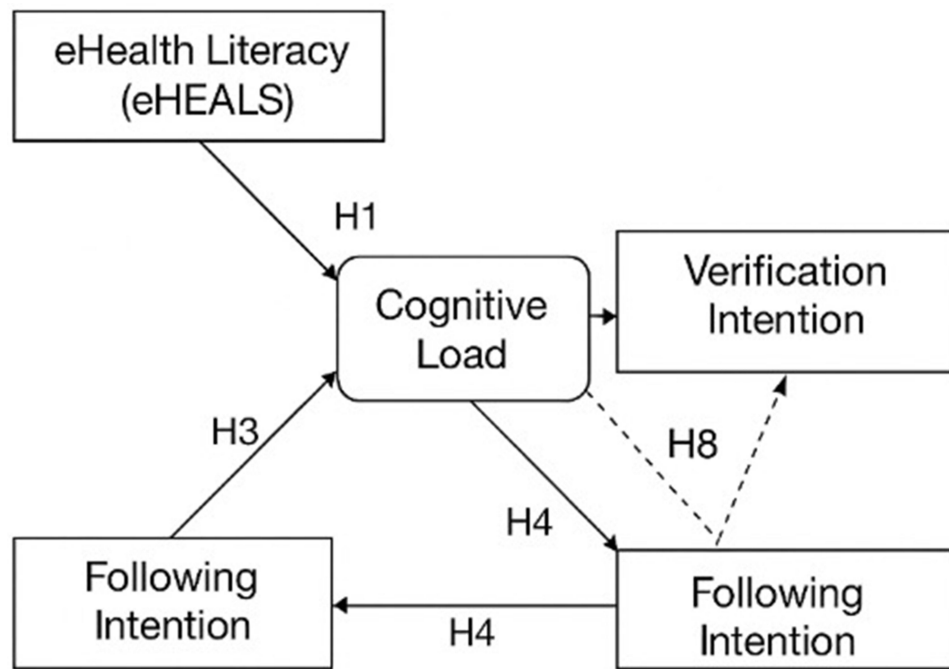 eHealth Literacy
(eHEALS)
H1
Cognitive
Load
Verification
Intention
H3
H8
H4
Following
Intention
H4
Following
Intention